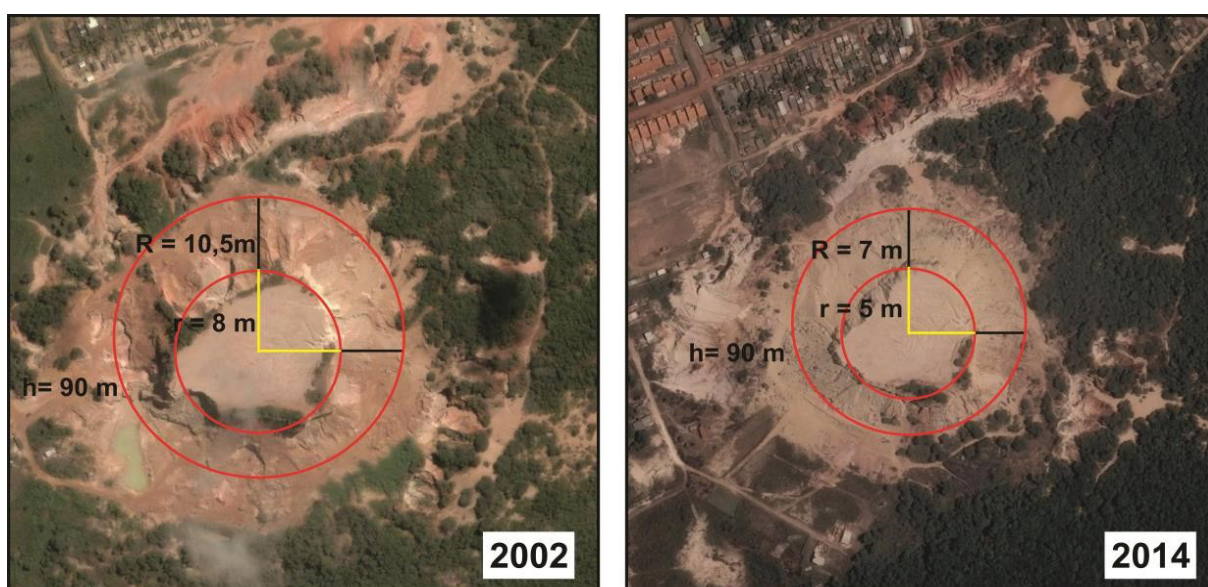 R = 10,5m
r = 8 m
h= 90 m
2002
R = 7 m
r = 5 m
h= 90 m
2014